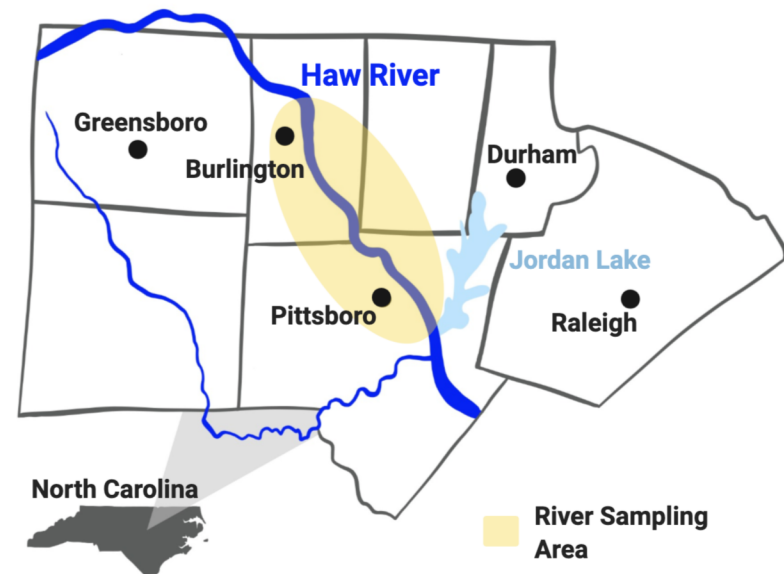 Haw River
Greensboro
Burlington
Durham
Jordan Lake
Pittsboro
Raleigh
North Carolina
River Sampling
Area